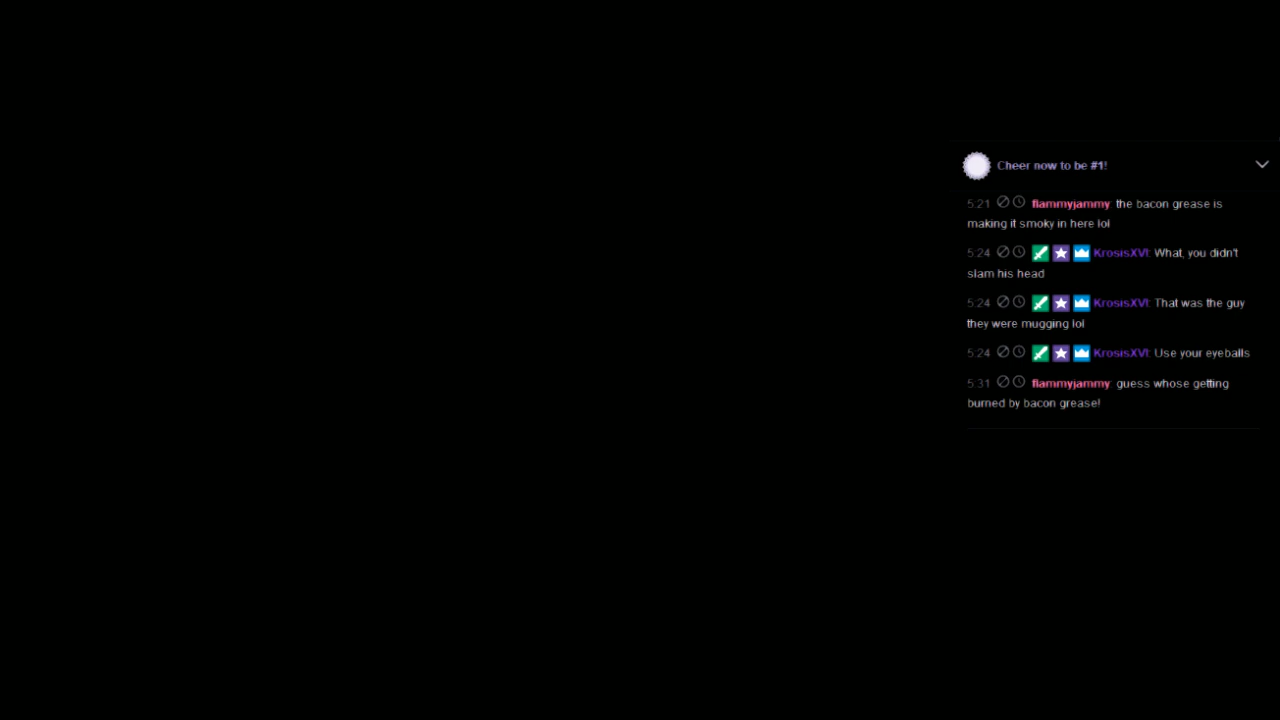 Cheer now to be #1!
5:21 flammyjammy the bacon grease is
making it smoky in here lol
5:24 KrosisXVI: What, you didn't
slam his head
5:24 KrosisXVI: That was the guy
they were mugging lol
5:24 KrosisXVI: Use your eyeballs
5:31 flammyjammy guess whose getting
burned by bacon grease!